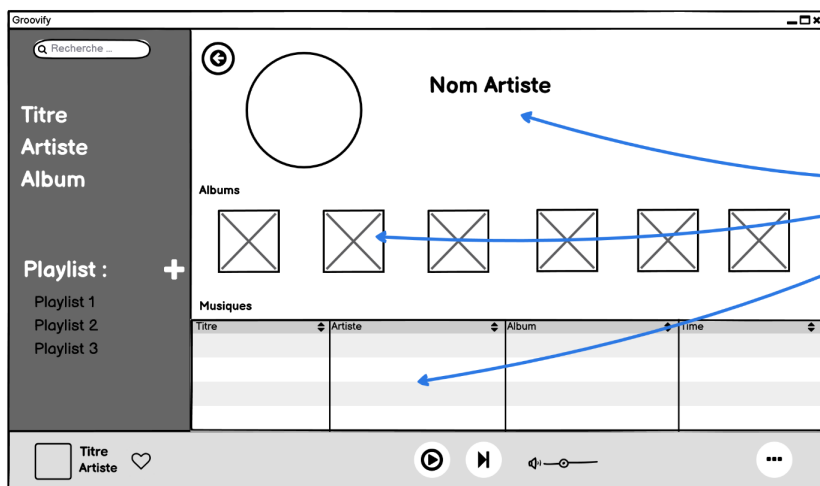 Groovify
Recherche ...
Titre
Artiste
Album
Playlist :
Playlist 1
Playlist 2
Playlist 3
Nom Artiste
Albums
Musiques
Titre Artiste Album Time
Titre
Artiste